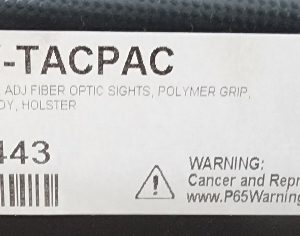 -TACPAC
ADJ FIBER OPTIC SIGHTS, POLYMER GRIP,
DY, HOLSTER
443
WARNING:
Cancer and Repr
www.P65Warning